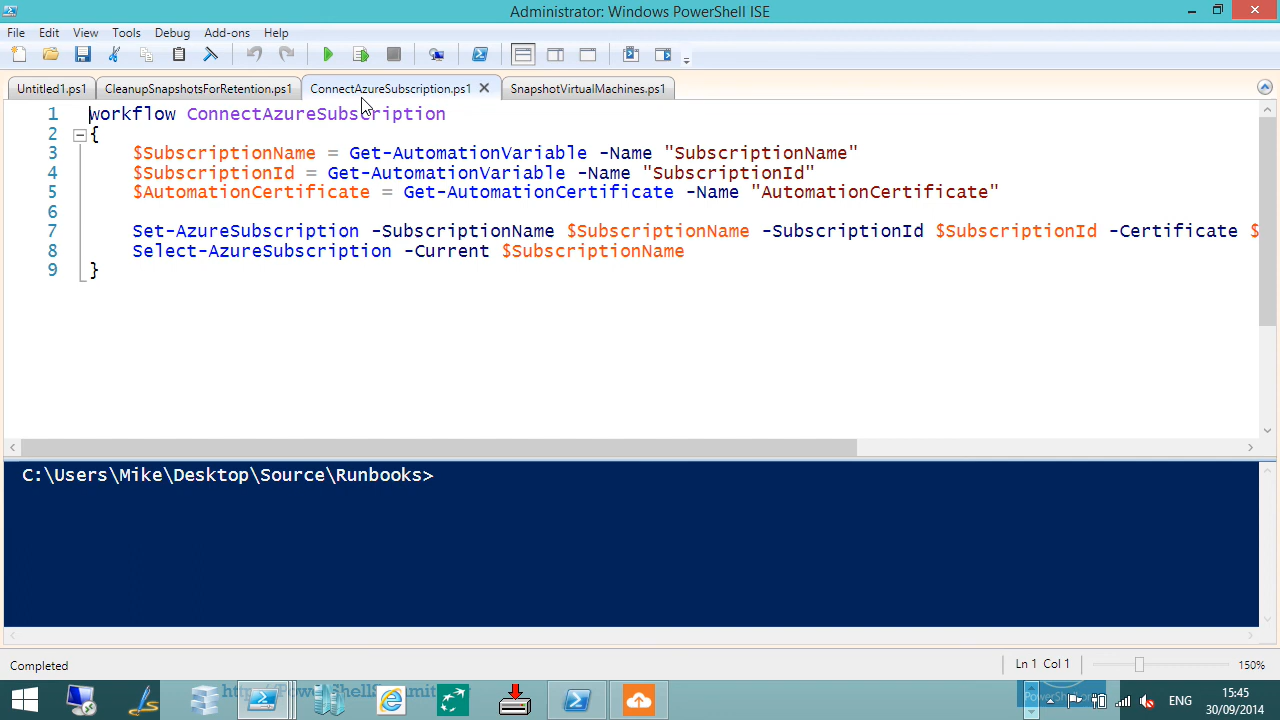 Administrator: Windows PowerShell ISE
File Edit View Tools Debug Add-ons Help
Untitled1.ps1 CleanupSnapshotsForRetention.ps1 ConnectAzureSubscription.ps1 SnapshotVirtualMachines.ps1
1 workflow ConnectAzureSubscription
2 {
3 $SubscriptionName = Get-AutomationVariable -Name "SubscriptionName"
4 $SubscriptionId = Get-AutomationVariable -Name "SubscriptionId"
5 $AutomationCertificate = Get-AutomationCertificate -Name "AutomationCertificate"
6
7 Set-AzureSubscription -SubscriptionName $SubscriptionName -SubscriptionId $SubscriptionId -Certificate $
8 Select-AzureSubscription -Current $SubscriptionName
9 }
C:\Users\Mike\Desktop\Source\Runbooks>
Completed Ln 1 Col 1 150%
ENG 15:45
30/09/2014